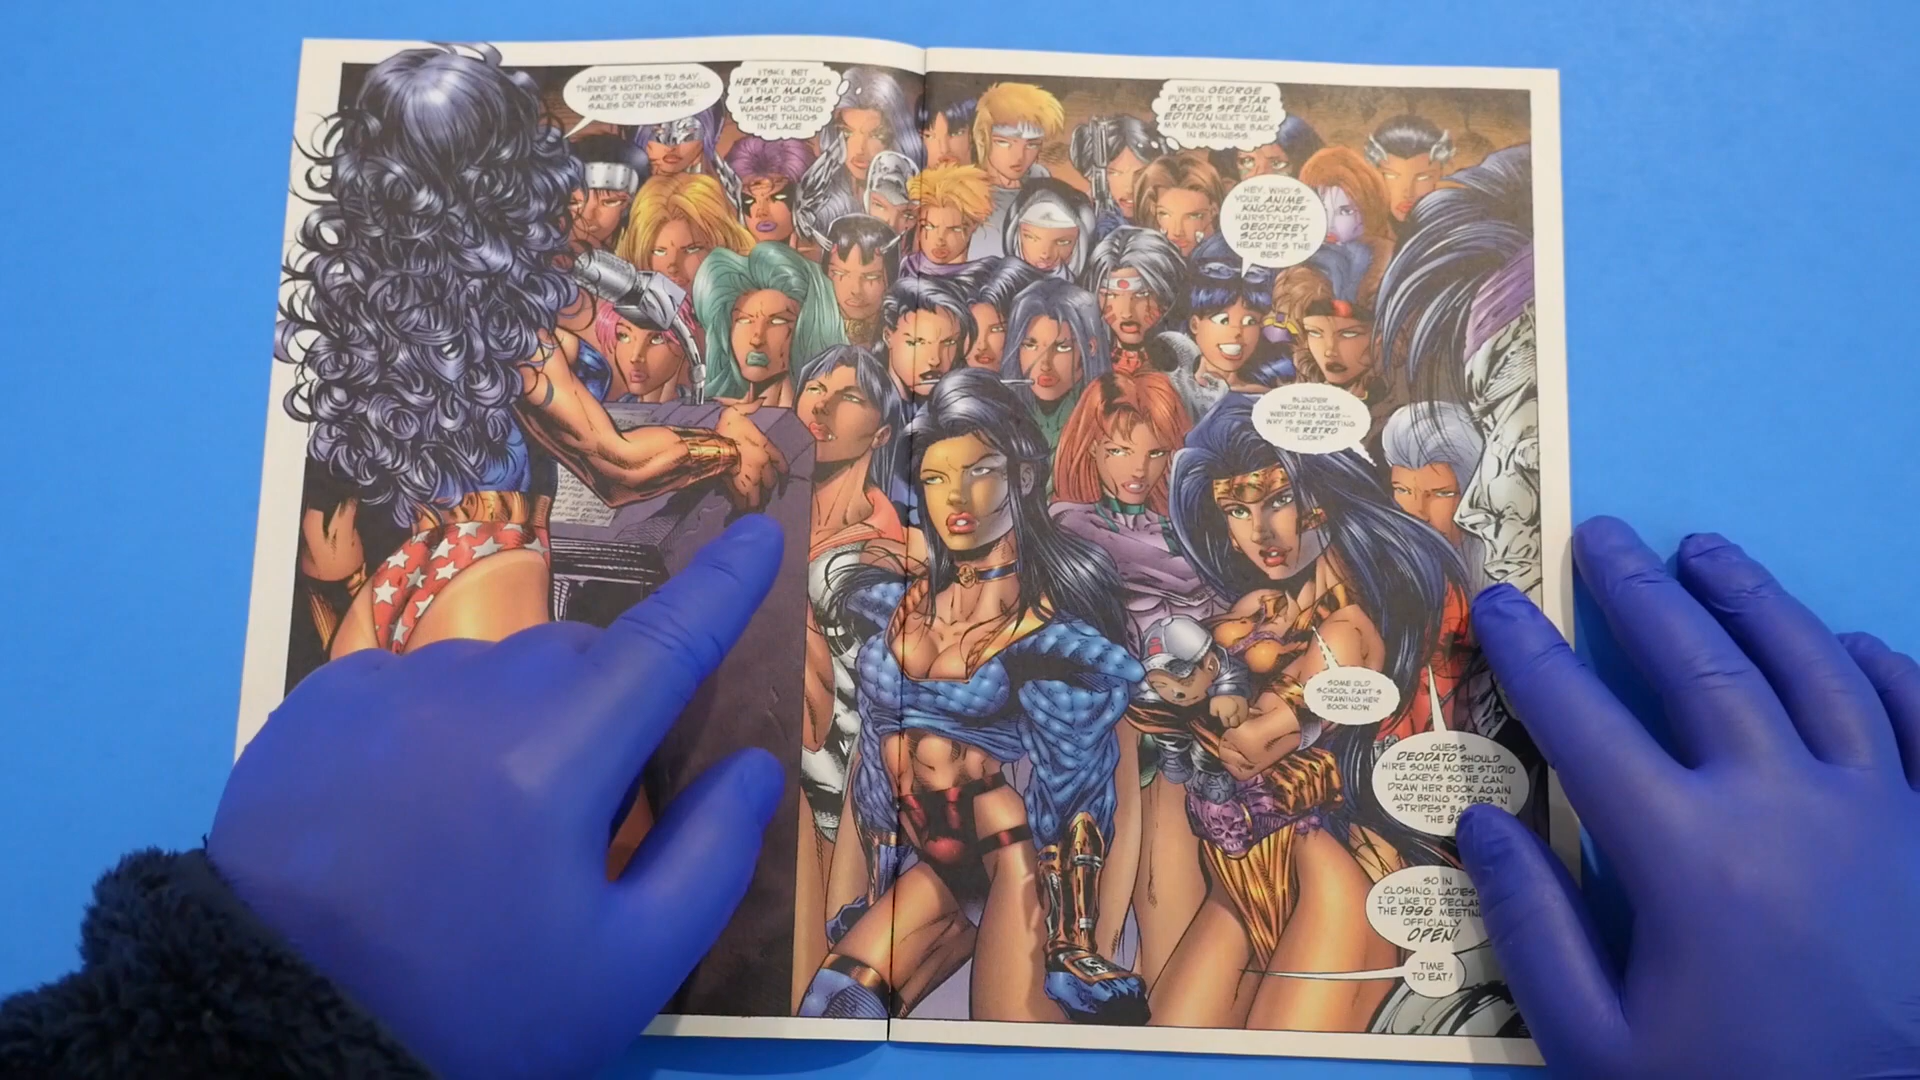 AND NEEDLESS TO SAY,
THERE'S NOTHING SAGGING
ABOUT OUR FIGURES
SALES OR OTHERWISE.
(TSK) BET
HERS WOULD SAG
IF THAT MAGIC
LASSO OF HERS
WASN'T HOLDING
THOSE THINGS
IN PLACE
WHEN GEORGE
PUTS OUT THE STAR
BORES SPECIAL
EDITION NEXT YEAR
MY BUNS WILL BE BACK
IN BUSINESS.
HEY, WHO'S
YOUR ANIME-
KNOCKOFF
HAIRSTYLIST--
GEOFFREY
SCOOT?? I
HEAR HE'S THE
BEST.
BLUNDER
WOMAN LOOKS
WEIRD THIS YEAR--
WHY IS SHE SPORTING
THE RETRO
LOOK?
SOME OLD
SCHOOL FART'S
DRAWING HER
BOOK NOW
GUESS
DEODATO SHOULD
HIRE SOME MORE STUDIO
LACKEYS SO HE CAN
DRAW HER BOOK AGAIN
AND BRING "STARS 'N
STRIPES"
THE
SO IN
CLOSING, LADIES
I'D LIKE TO
THE 1996
OFFICIALLY
OPEN!
TIME
TO EAT!